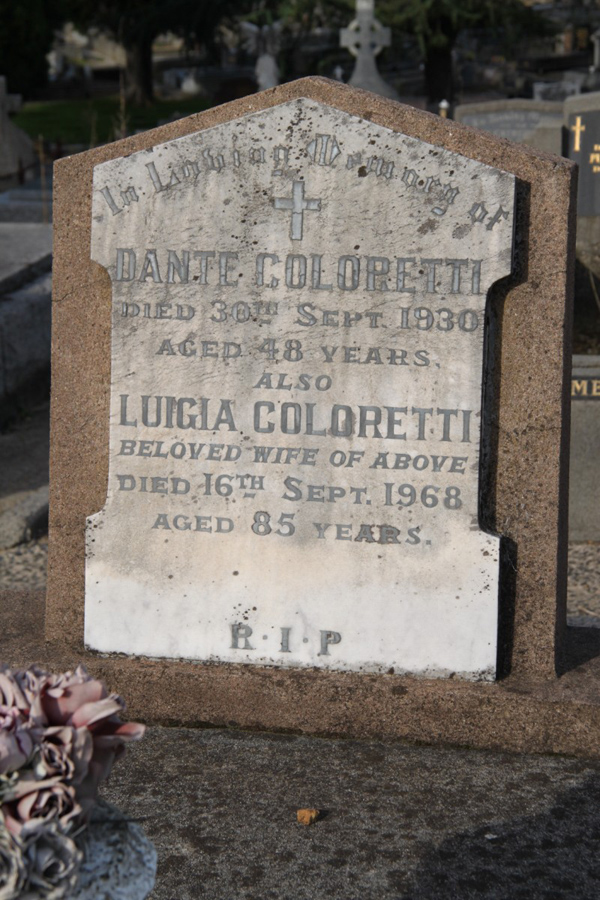 In Loving Memory of
DANTE COLORETTI
DIED 30TH SEPT. 1930
AGED 48 YEARS.
ALSO
LUIGIA COLORETTI
BELOVED WIFE OF ABOVE
DIED 16TH SEPT. 1968
AGED 85 YEARS.
R·I·P